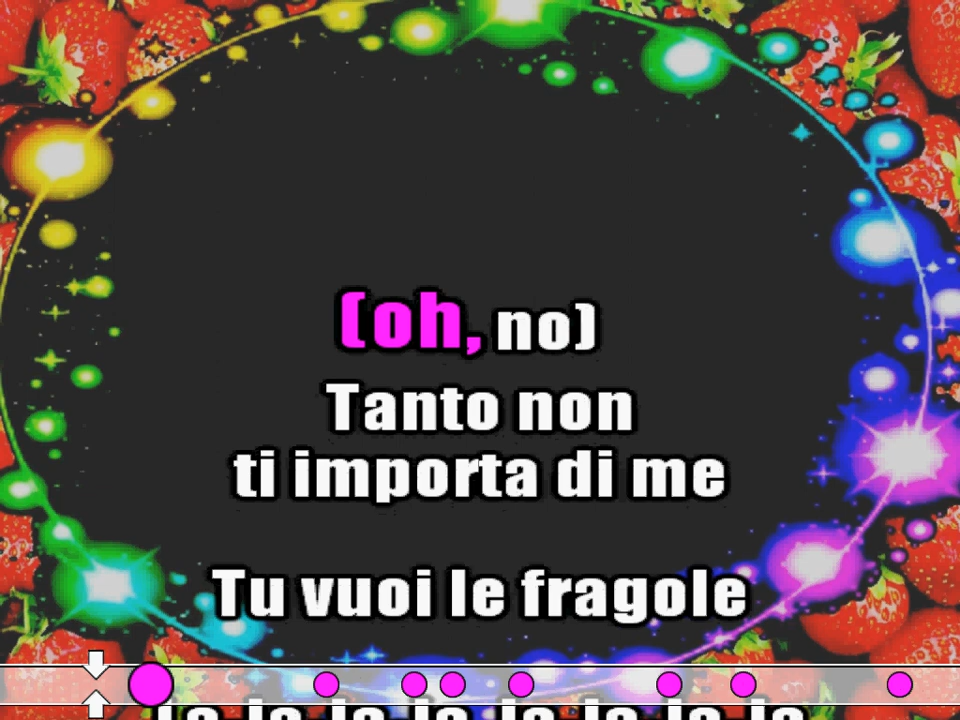 (oh, no)
Tanto non
ti importa di me
Tu vuoi le fragole